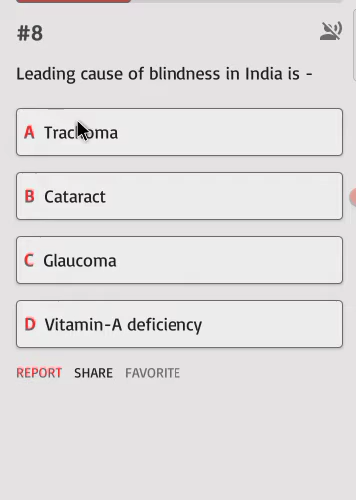 #8
Leading cause of blindness in India is -
A Trachoma
B Cataract
C Glaucoma
D Vitamin-A deficiency
REPORT SHARE FAVORITE